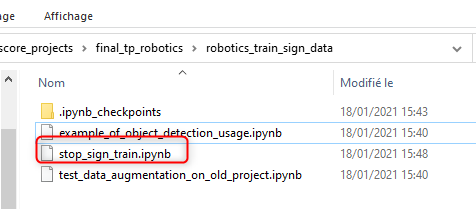 Affichage
Affichage
score_projects > final_tp_robotics > robotics_train_sign_data
Nom Modifié le
.ipynb_checkpoints 18/01/2021 15:43
example_of_object_detection_usage.ipynb 18/01/2021 15:40
stop_sign_train.ipynb 18/01/2021 15:48
test_data_augmentation_on_old_project.ipynb 18/01/2021 15:40